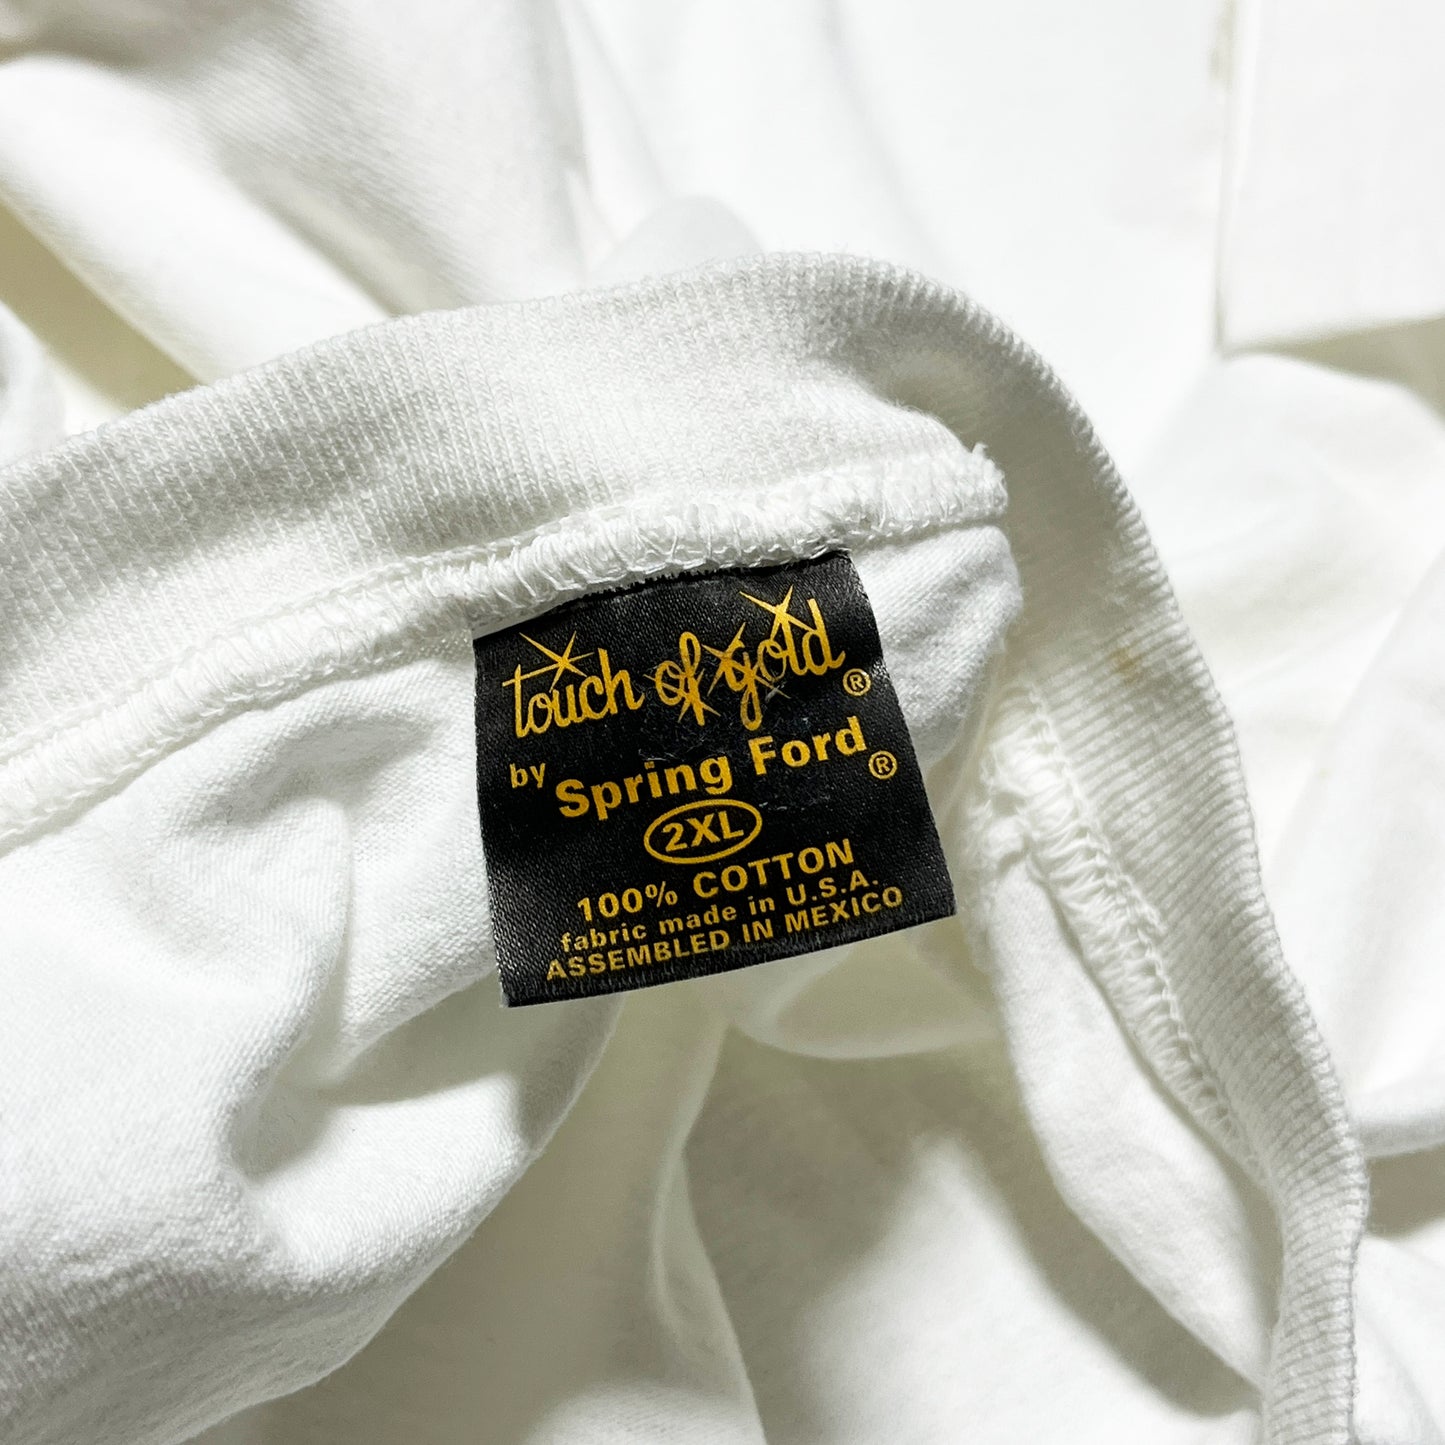 touch of gold®
by Spring Ford®
2XL
100% COTTON
fabric made in U.S.A.
ASSEMBLED IN MEXICO